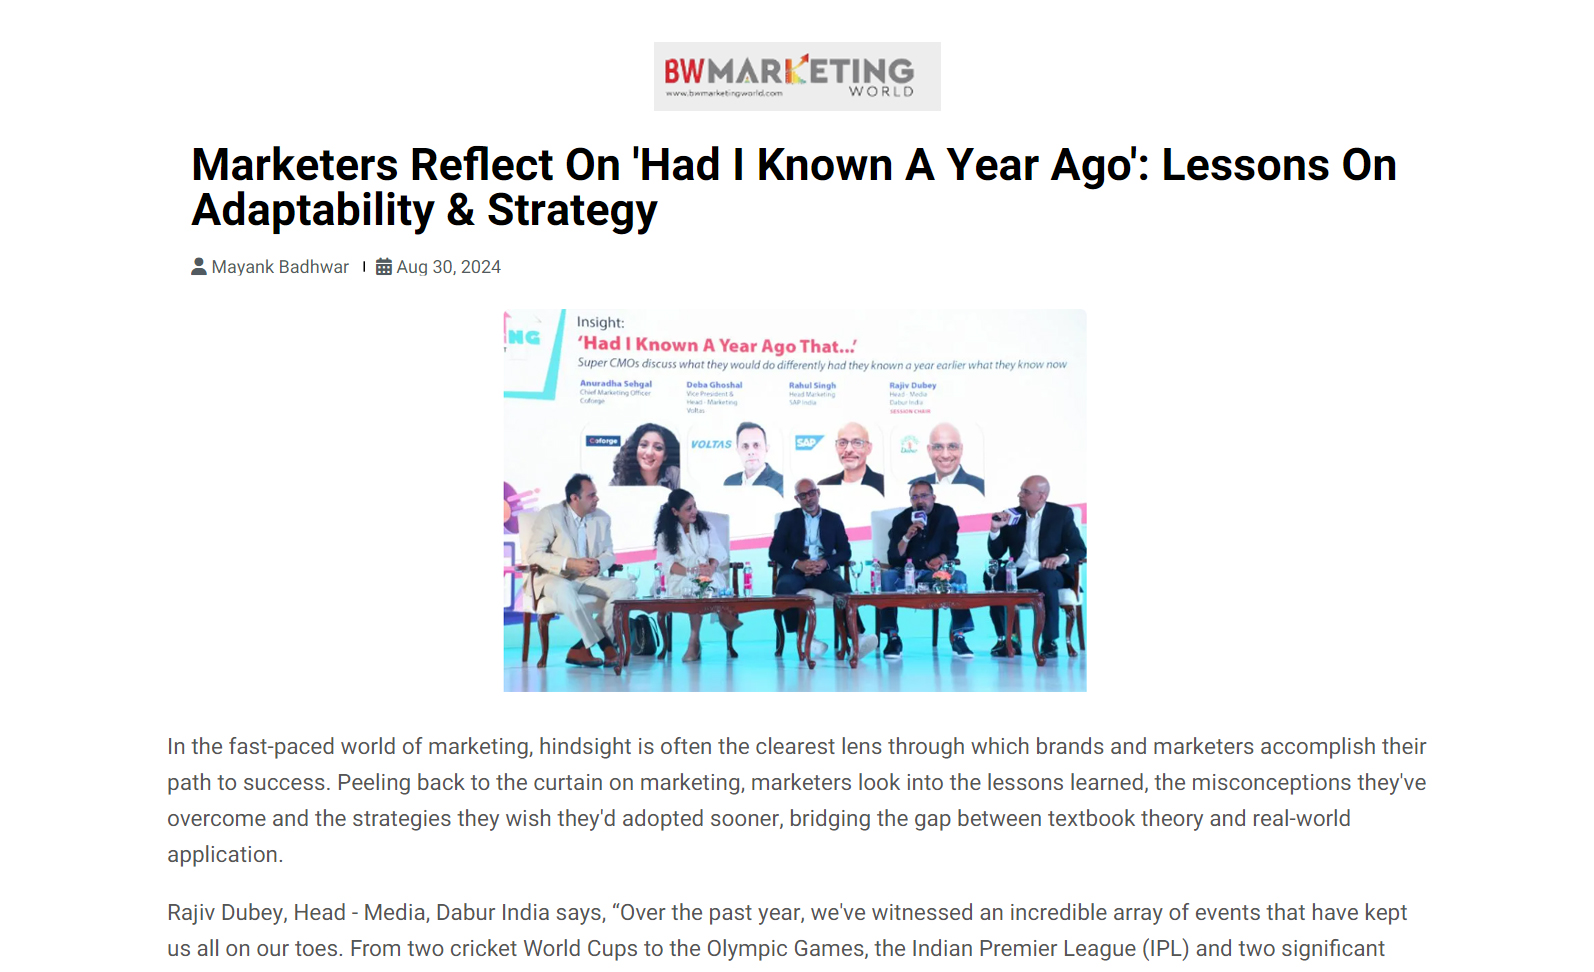 BWMARKETING
WORLD
www.bwmarketingworld.com
Marketers Reflect On 'Had I Known A Year Ago': Lessons On
Adaptability & Strategy
Mayank Badhwar
Aug 30, 2024
NG
Insight:
‘Had I Known A Year Ago That...’
Super CMOs discuss what they would do differently had they known a year earlier what they know now
Anuradha Sehgal
Chief Marketing Officer
Coforge
Deba Ghoshal
Vice President &
Head - Marketing
Voltas
Rahul Singh
Head Marketing
SAP India
Rajiv Dubey
Head - Media
Dabur India
SESSION CHAIR
Coforge
VOLTAS
SAP
Dabur
In the fast-paced world of marketing, hindsight is often the clearest lens through which brands and marketers accomplish their
path to success. Peeling back to the curtain on marketing, marketers look into the lessons learned, the misconceptions they've
overcome and the strategies they wish they'd adopted sooner, bridging the gap between textbook theory and real-world
application.
Rajiv Dubey, Head - Media, Dabur India says, “Over the past year, we've witnessed an incredible array of events that have kept
us all on our toes. From two cricket World Cups to the Olympic Games, the Indian Premier League (IPL) and two significant